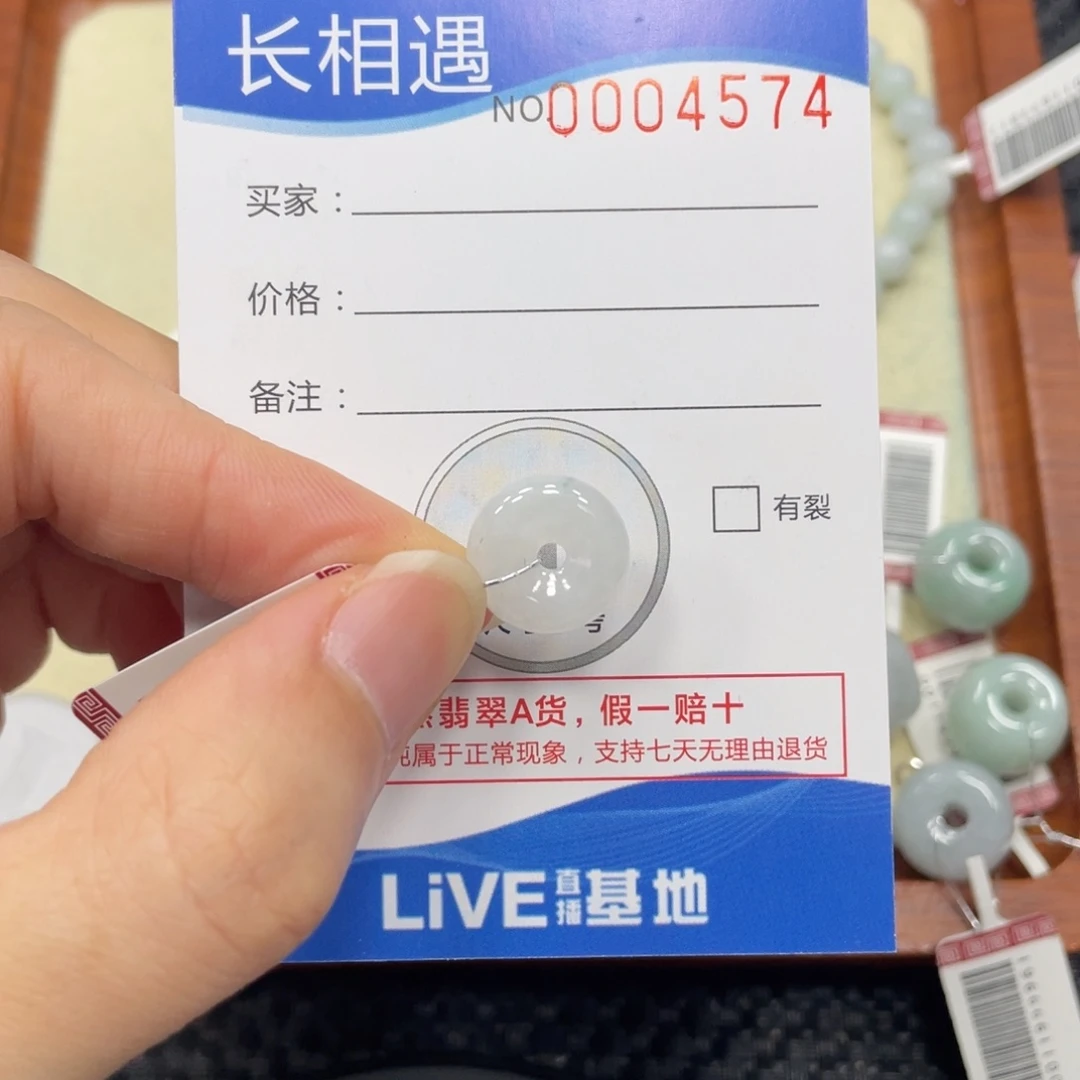 长相遇
NO.0004574
买家：
价格：
备注：
有裂
翡翠A货，假一赔十
属于正常现象，支持七天无理由退货
LiVE直播基地